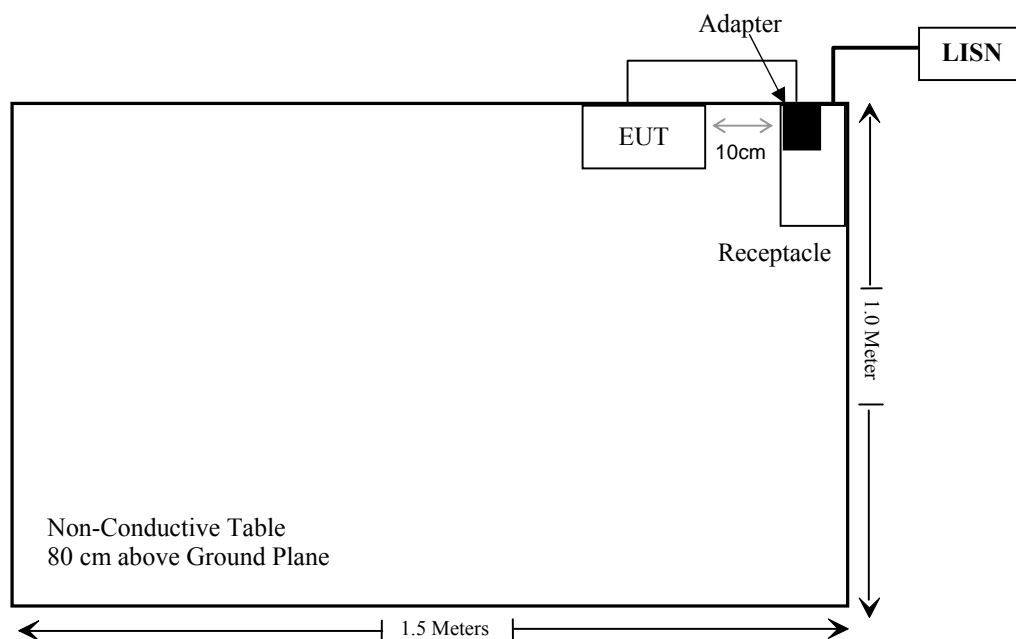 Adapter
LISN
EUT
10cm
Receptacle
1.0 Meter
Non-Conductive Table
80 cm above Ground Plane
1.5 Meters